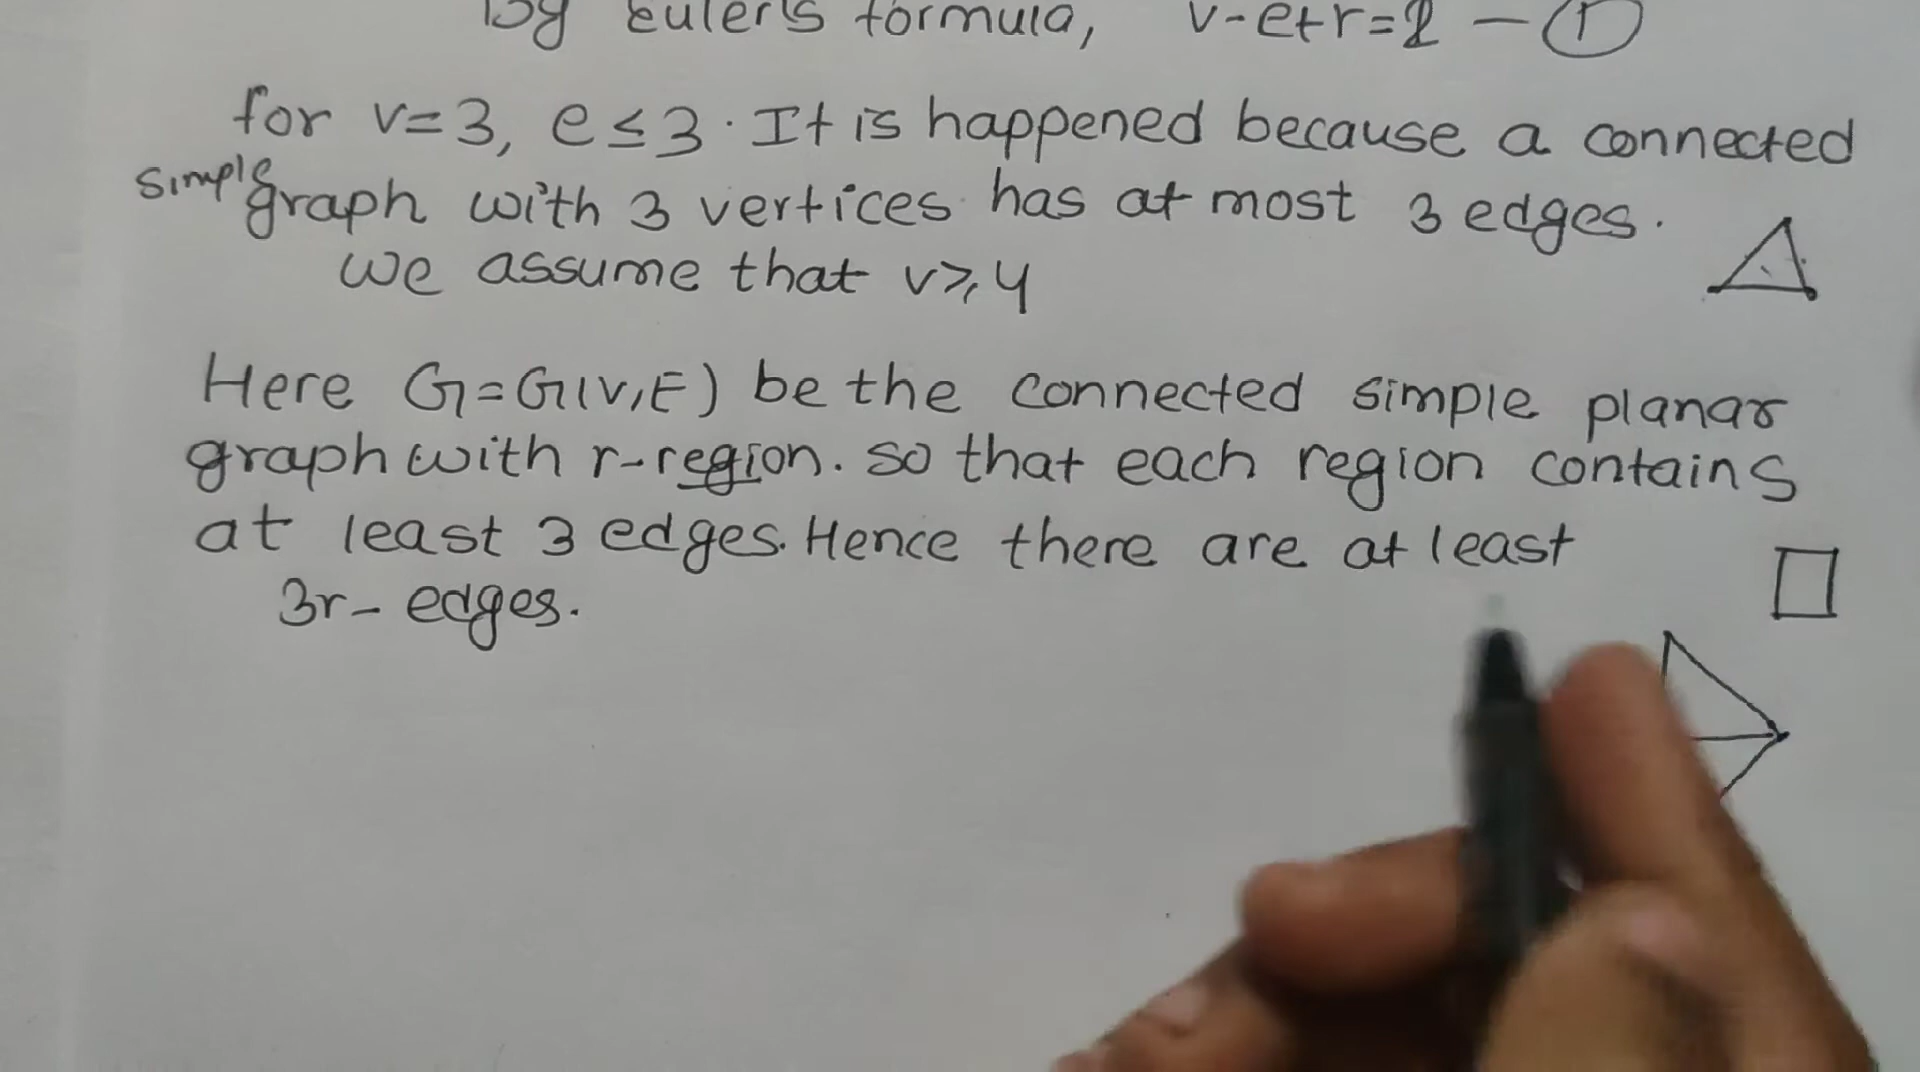 By Euler's formula, v-e+r=2 — ①
for v=3, e≤3. It is happened because a connected
simple graph with 3 vertices has at most 3 edges.
we assume that v≥4
Here G=G(V,E) be the connected simple planar
graph with r-region. so that each region contains
at least 3 edges. Hence there are at least
3r- edges.